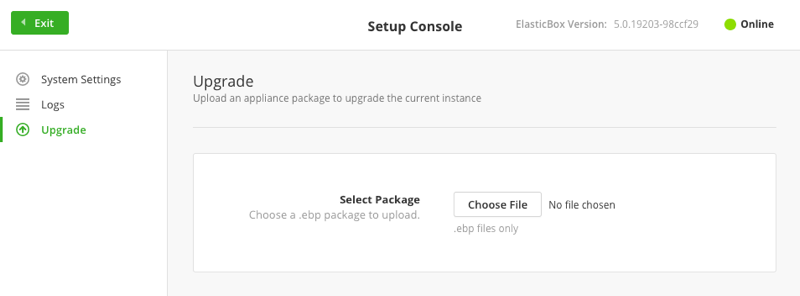 Exit
Setup Console
ElasticBox Version: 5.0.19203-98ccf29
Online
System Settings
Logs
Upgrade
Upgrade
Upload an appliance package to upgrade the current instance
Select Package
Choose a .ebp package to upload.
Choose File No file chosen
.ebp files only